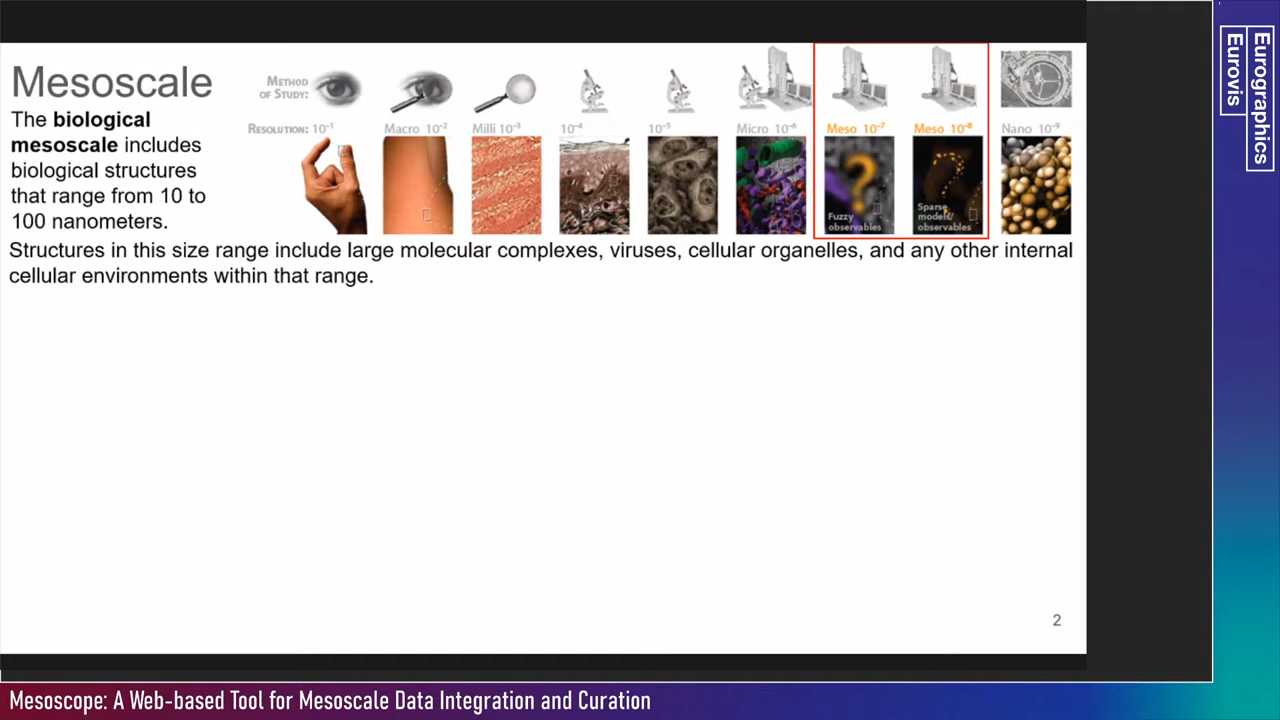 Mesoscale
The biological
mesoscale includes
biological structures
that range from 10 to
100 nanometers.
METHOD
OF STUDY:
RESOLUTION: 10⁻¹
Macro 10⁻²
Milli 10⁻³
10⁻⁴
10⁻⁵
Micro 10⁻⁶
Meso 10⁻⁷
Meso 10⁻⁸
Nano 10⁻⁹
?
Fuzzy
observables
?
Sparse
models/
observables
Structures in this size range include large molecular complexes, viruses, cellular organelles, and any other internal
cellular environments within that range.
2
Eurographics
Eurovis
Mesoscope: A Web-based Tool for Mesoscale Data Integration and Curation